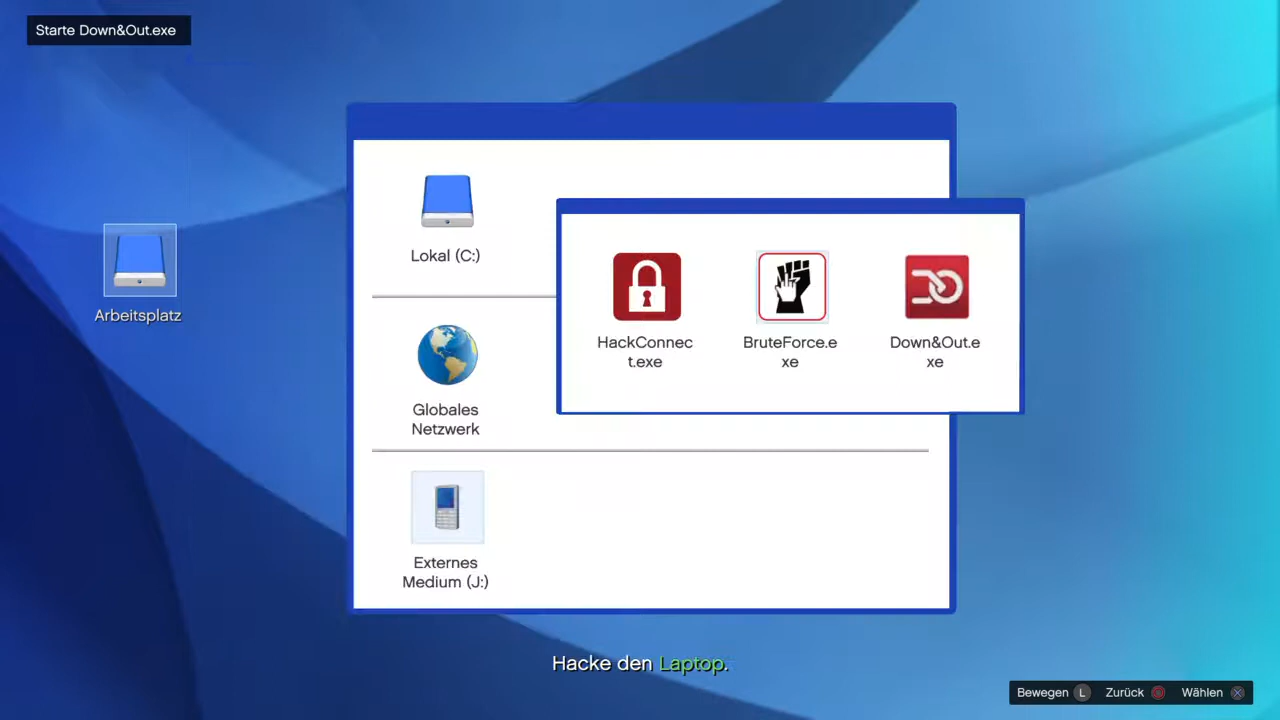 Starte Down&Out.exe
Arbeitsplatz
Lokal (C:)
Globales
Netzwerk
Externes
Medium (J:)
HackConnec
t.exe
BruteForce.e
xe
Down&Out.e
xe
Hacke den Laptop.
Bewegen L Zurück Wählen